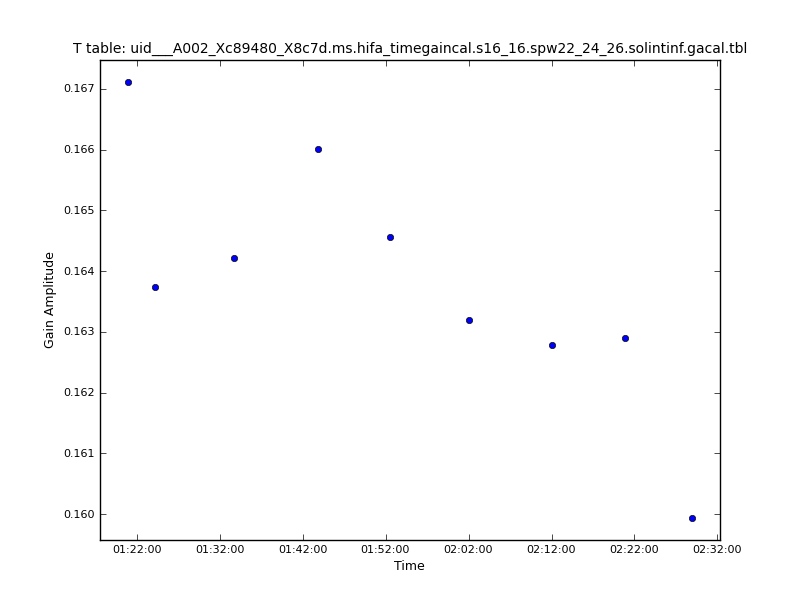 T table: uid___A002_Xc89480_X8c7d.ms.hifa_timegaincal.s16_16.spw22_24_26.solintinf.gacal.tbl
0.167
0.166
0.165
0.164
0.163
0.162
0.161
0.160
Gain Amplitude
01:22:00 01:32:00 01:42:00 01:52:00 02:02:00 02:12:00 02:22:00 02:32:00
Time